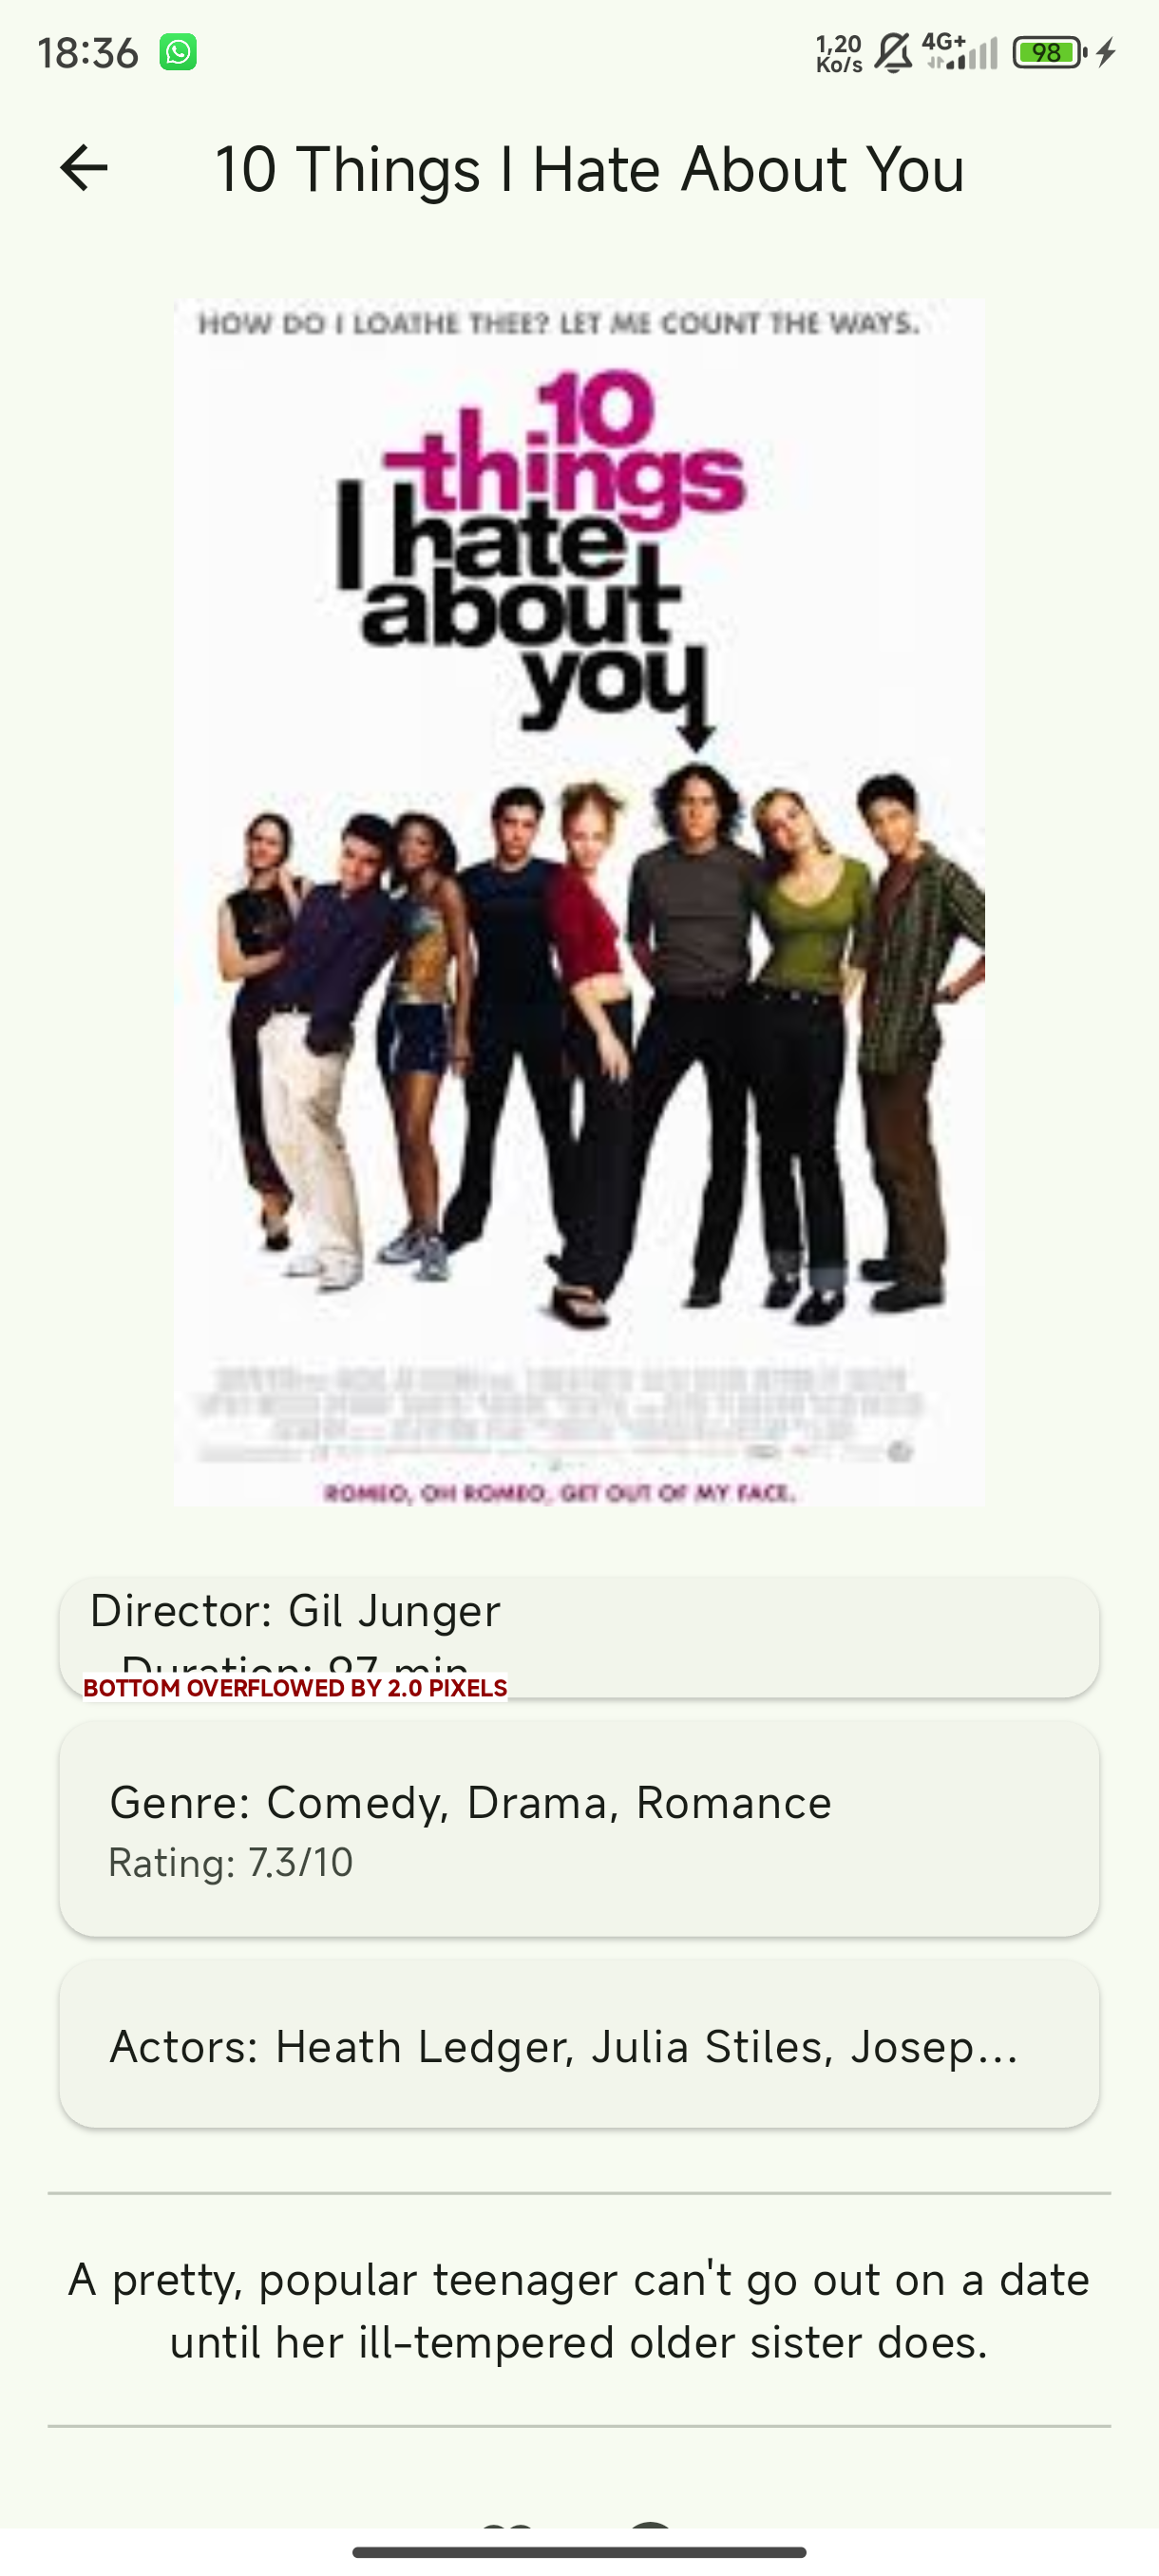 18:36
1,20
Ko/s
4G+
98
10 Things I Hate About You
HOW DO I LOATHE THEE? LET ME COUNT THE WAYS.
10
things
I hate
about
you
ROMEO, OH ROMEO, GET OUT OF MY FACE.
Director: Gil Junger
Duration: 97 min
BOTTOM OVERFLOWED BY 2.0 PIXELS
Genre: Comedy, Drama, Romance
Rating: 7.3/10
Actors: Heath Ledger, Julia Stiles, Josep...
A pretty, popular teenager can't go out on a date
until her ill-tempered older sister does.